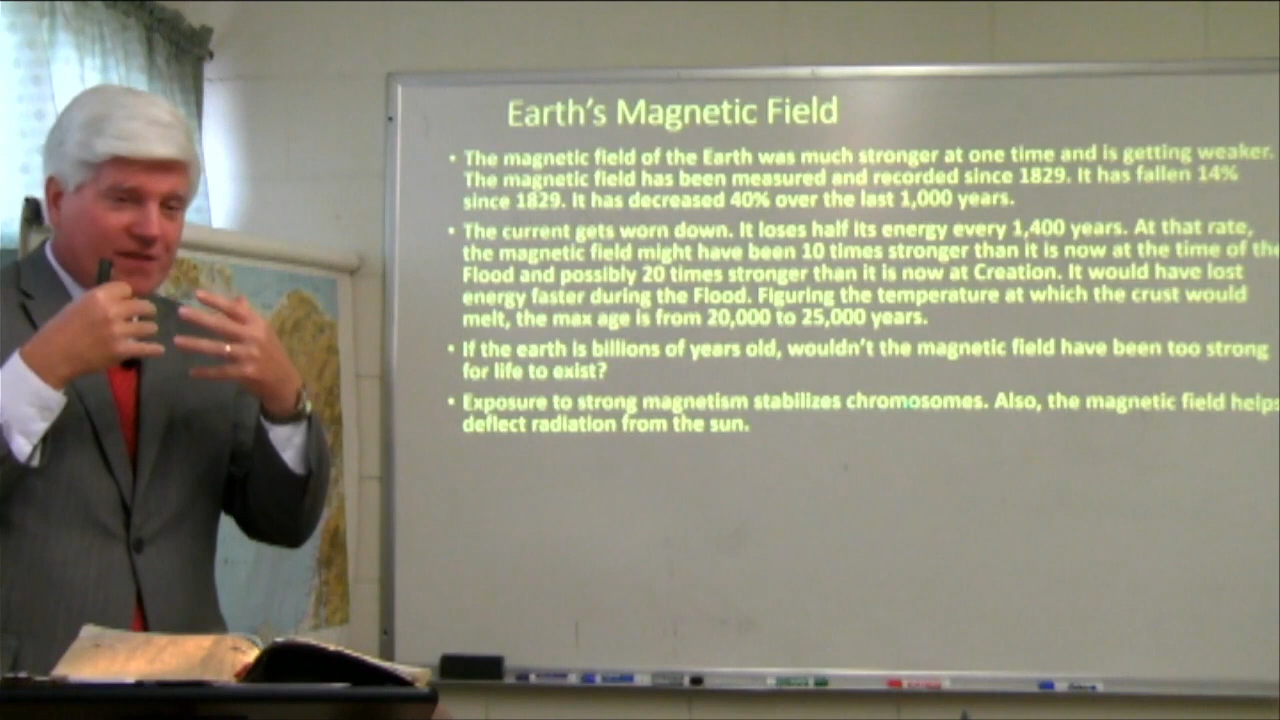 Earth's Magnetic Field
• The magnetic field of the Earth was much stronger at one time and is getting weaker.
The magnetic field has been measured and recorded since 1829. It has fallen 14%
since 1829. It has decreased 40% over the last 1,000 years.
• The current gets worn down. It loses half its energy every 1,400 years. At that rate,
the magnetic field might have been 10 times stronger than it is now at the time of the
Flood and possibly 20 times stronger than it is now at Creation. It would have lost
energy faster during the Flood. Figuring the temperature at which the crust would
melt, the max age is from 20,000 to 25,000 years.
• If the earth is billions of years old, wouldn't the magnetic field have been too strong
for life to exist?
• Exposure to strong magnetism stabilizes chromosomes. Also, the magnetic field helps
deflect radiation from the sun.